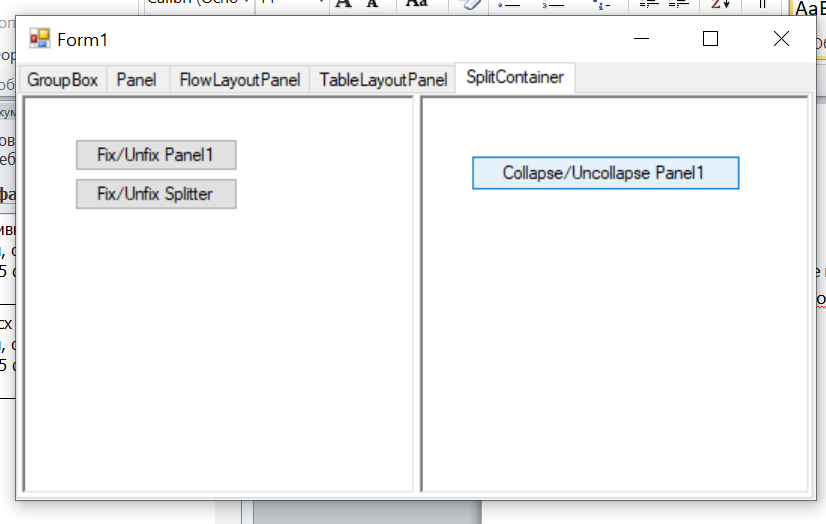 Form1
GroupBox Panel FlowLayoutPanel TableLayoutPanel SplitContainer
Fix/Unfix Panel1
Fix/Unfix Splitter
Collapse/Uncollapse Panel1